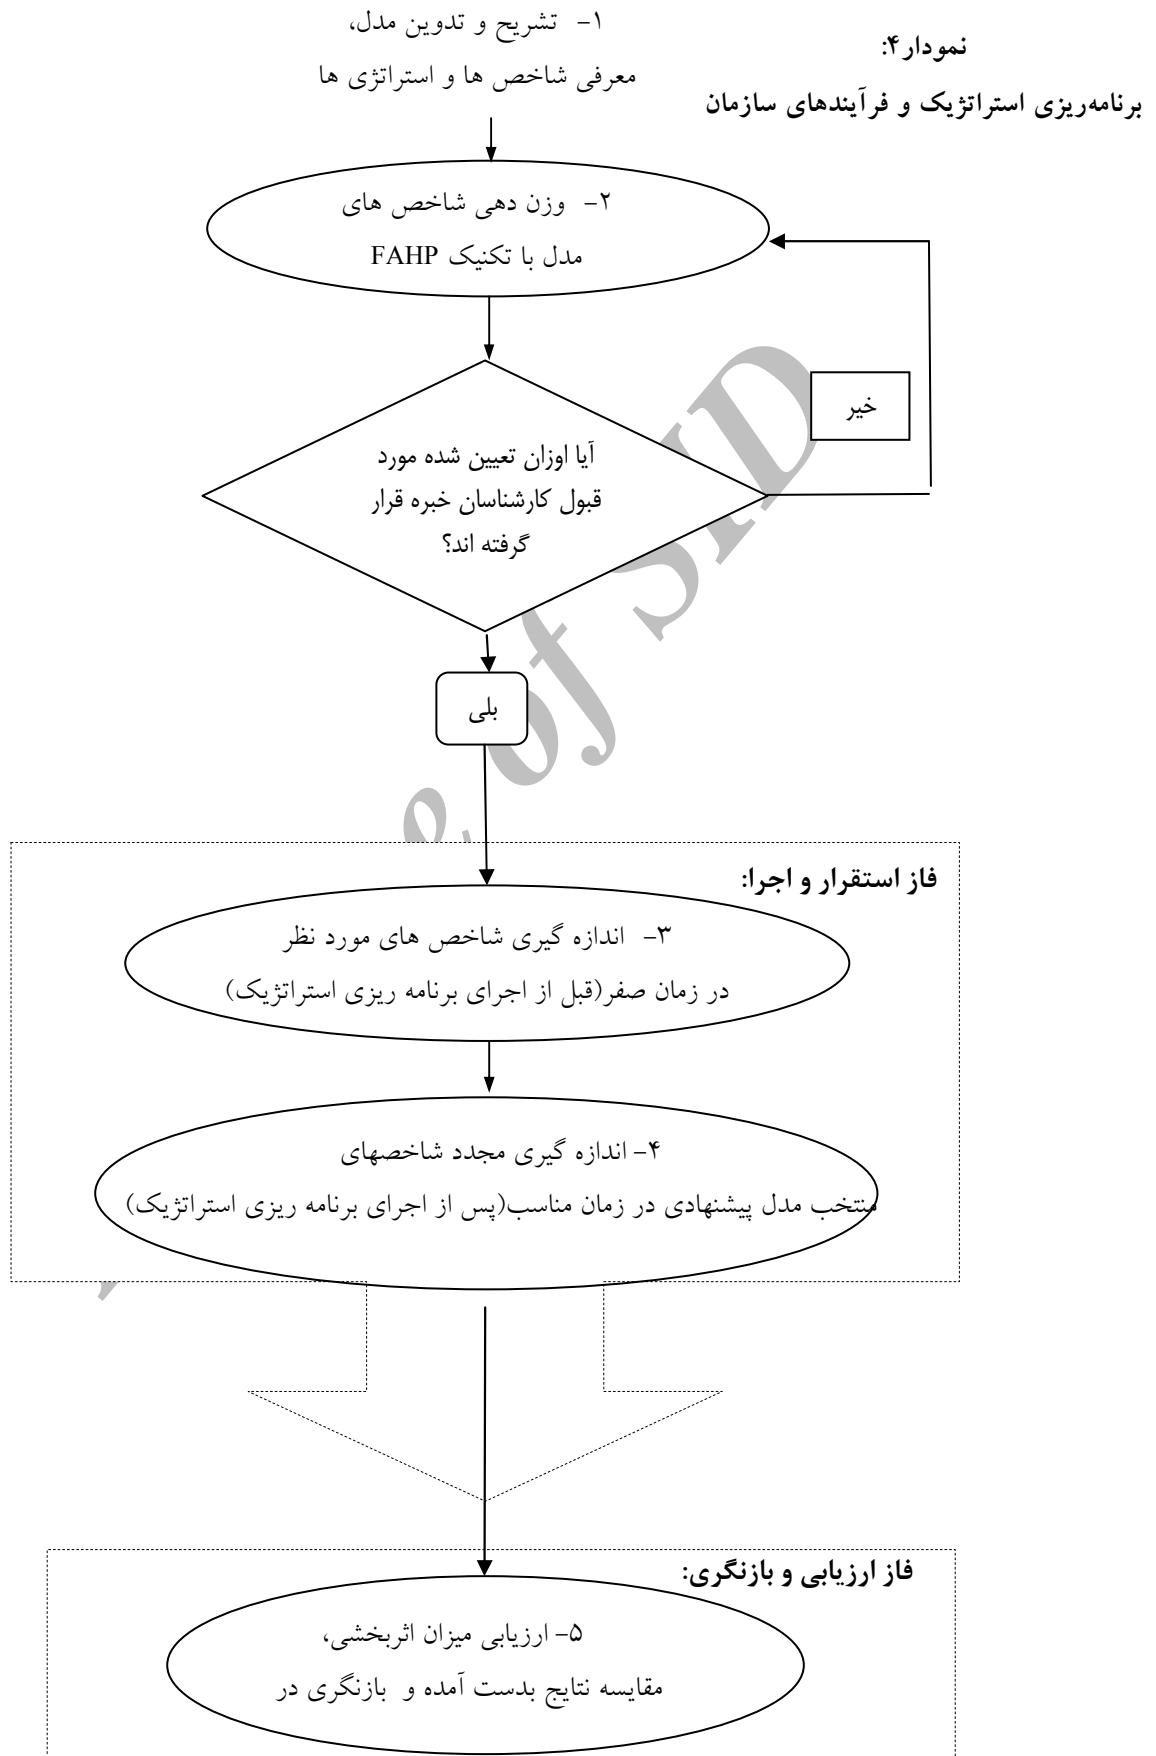 نمودار۴:
برنامه‌ریزی استراتژیک و فرآیندهای سازمان
۱- تشریح و تدوین مدل،
معرفی شاخص ها و استراتژی ها
۲- وزن دهی شاخص های
مدل با تکنیک FAHP
خیر
آیا اوزان تعیین شده مورد
قبول کارشناسان خبره قرار
گرفته اند؟
بلی
فاز استقرار و اجرا:
۳- اندازه گیری شاخص های مورد نظر
در زمان صفر(قبل از اجرای برنامه ریزی استراتژیک)
۴- اندازه گیری مجدد شاخصهای
منتخب مدل پیشنهادی در زمان مناسب(پس از اجرای برنامه ریزی استراتژیک)
فاز ارزیابی و بازنگری:
۵- ارزیابی میزان اثربخشی،
مقایسه نتایج بدست آمده و بازنگری در
of SID